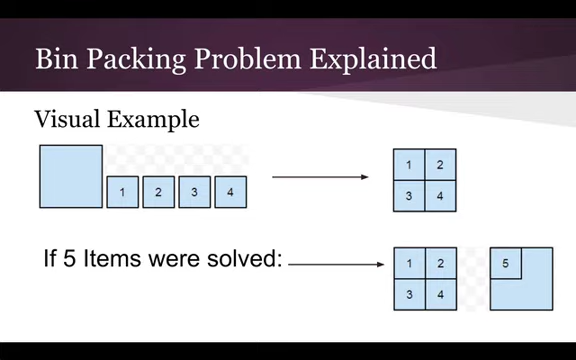 Bin Packing Problem Explained
Visual Example
1 2 3 4
1 2
3 4
If 5 Items were solved:
1 2
3 4
5